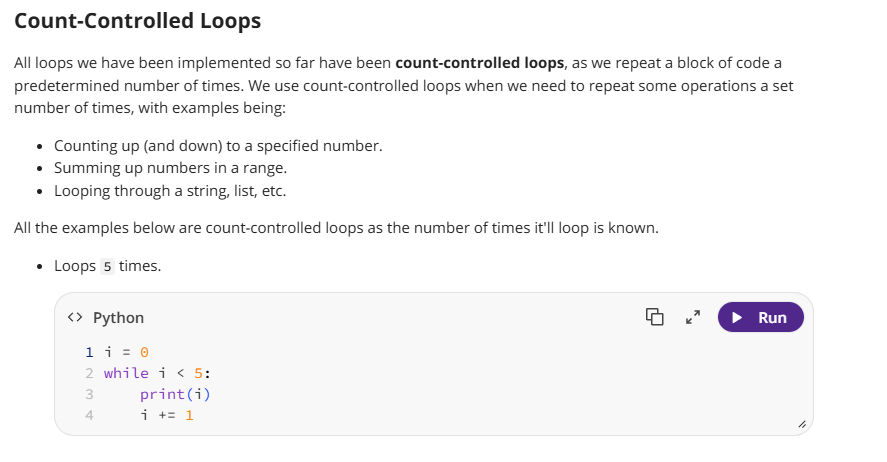 Count-Controlled Loops
All loops we have been implemented so far have been count-controlled loops, as we repeat a block of code a
predetermined number of times. We use count-controlled loops when we need to repeat some operations a set
number of times, with examples being:
• Counting up (and down) to a specified number.
• Summing up numbers in a range.
• Looping through a string, list, etc.
All the examples below are count-controlled loops as the number of times it'll loop is known.
• Loops 5 times.
<> Python Run
1 i = 0
2 while i < 5:
3     print(i)
4     i += 1